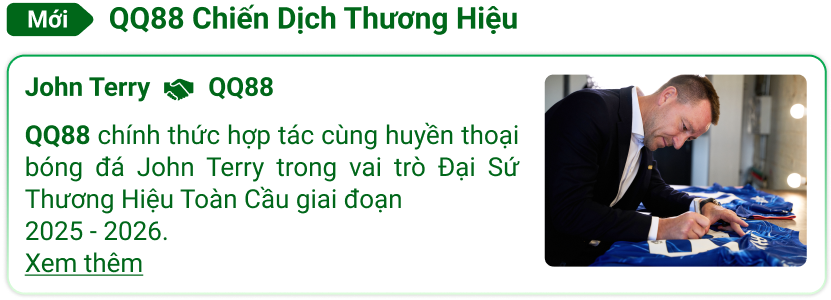 Mới
QQ88 Chiến Dịch Thương Hiệu
John Terry QQ88
QQ88 chính thức hợp tác cùng huyền thoại
bóng đá John Terry trong vai trò Đại Sứ
Thương Hiệu Toàn Cầu giai đoạn
2025 - 2026.
Xem thêm